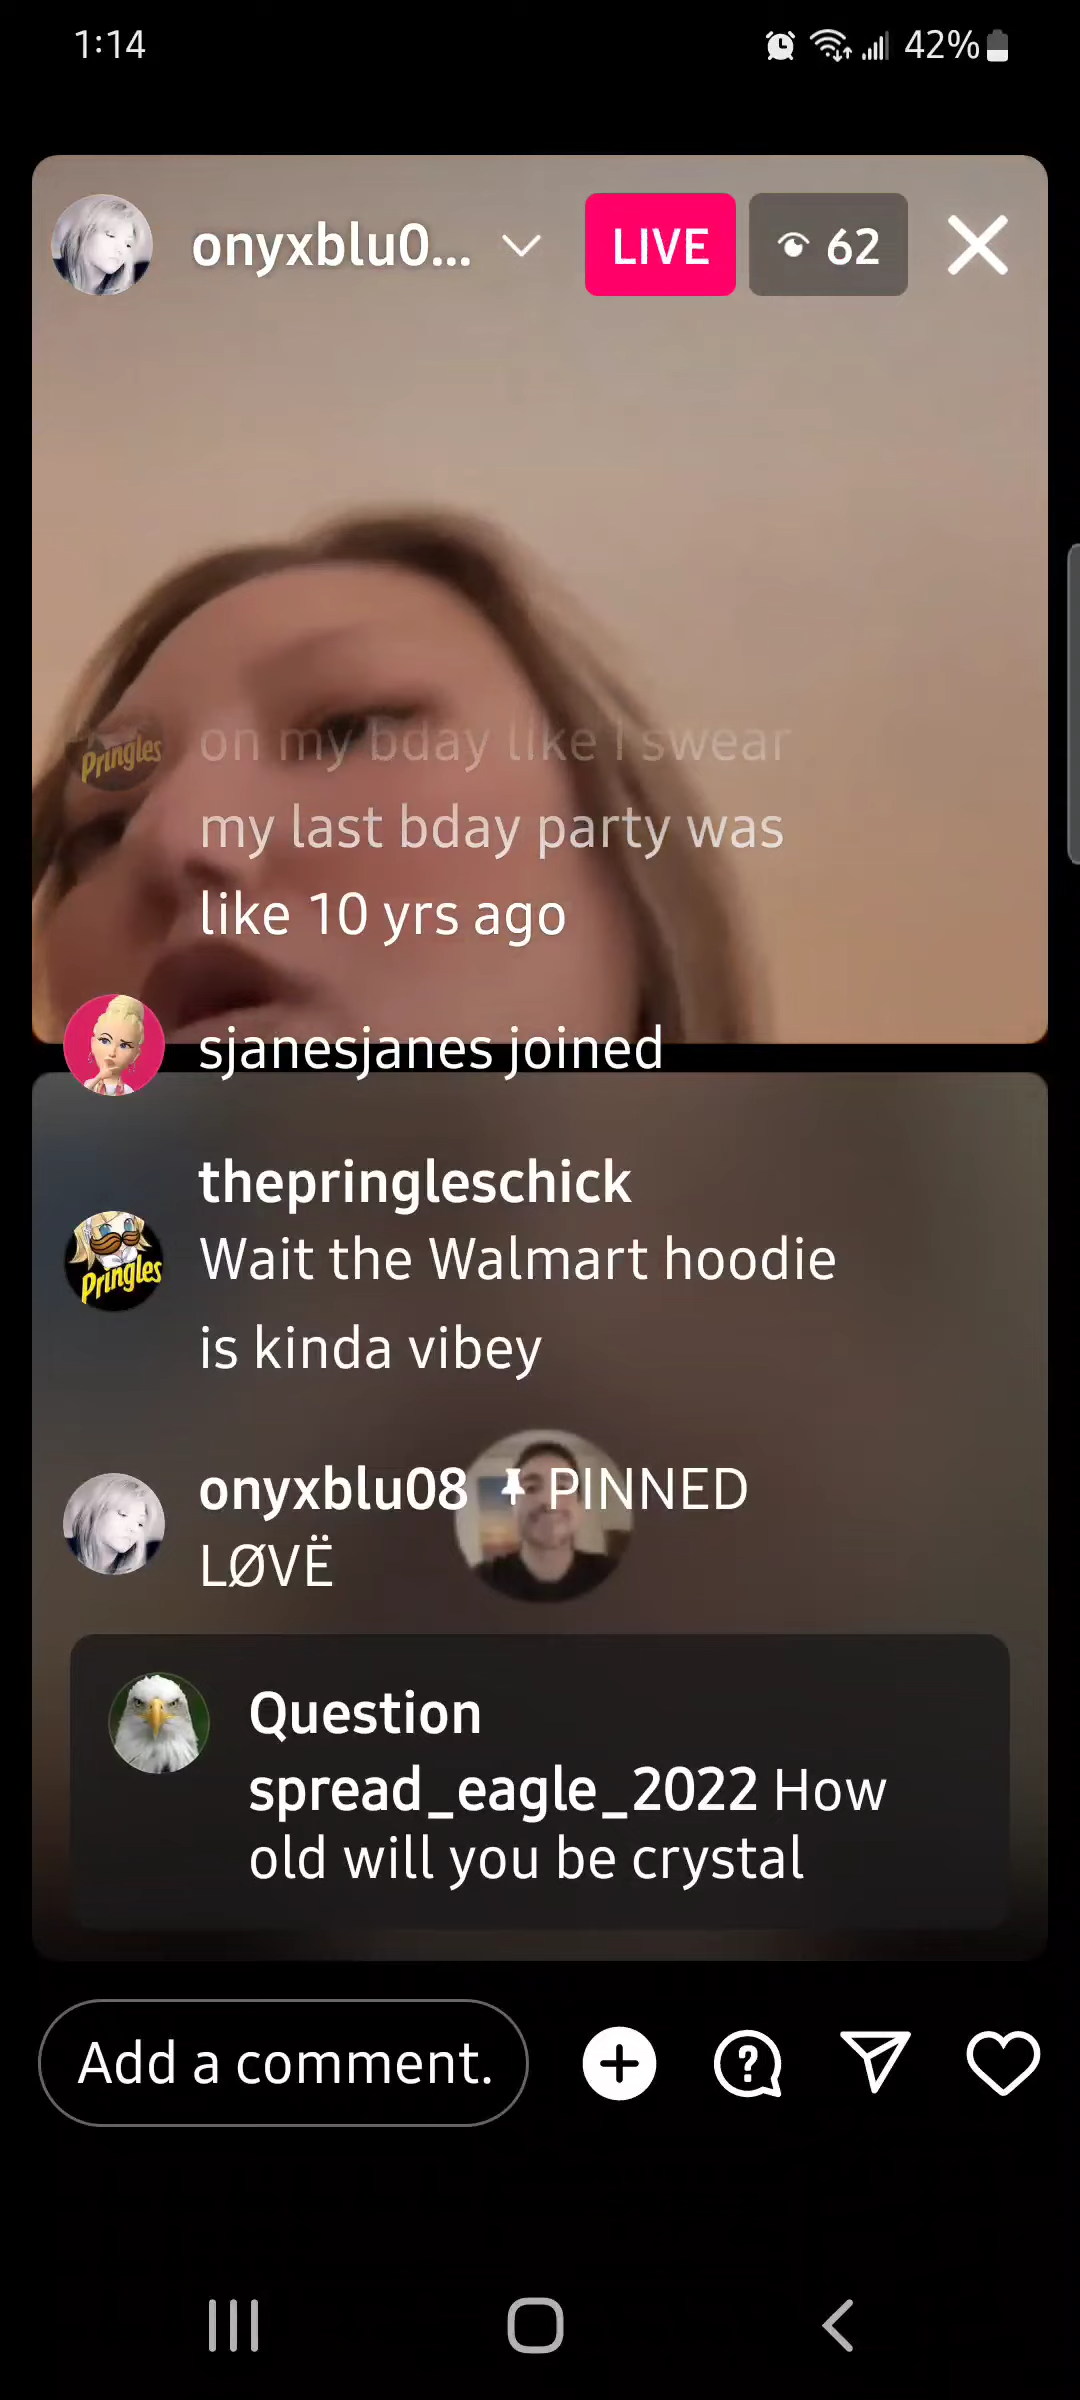 1:14
42%
onyxblu0...
LIVE
62
Pringles
on my bday like I swear
my last bday party was
like 10 yrs ago
sjanesjanes joined
thepringleschick
Pringles
Wait the Walmart hoodie
is kinda vibey
onyxblu08 PINNED
LØVË
Question
spread_eagle_2022 How
old will you be crystal
Add a comment.